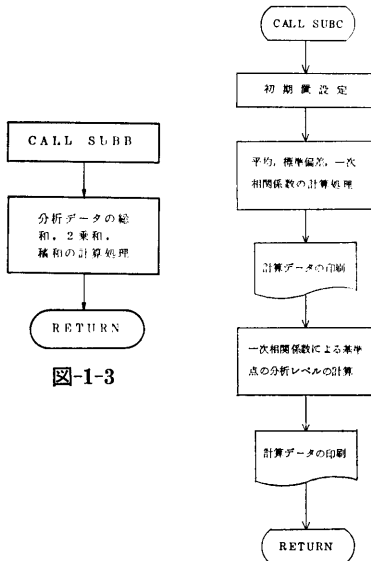 CALL SUBB
分析データの総
和，2乗和，
積和の計算処理
RETURN
図-1-3
CALL SUBC
初期値設定
平均，標準偏差，一次
相関係数の計算処理
計算データの印刷
一次相関係数による基準
点の分析レベルの計算
計算データの印刷
RETURN